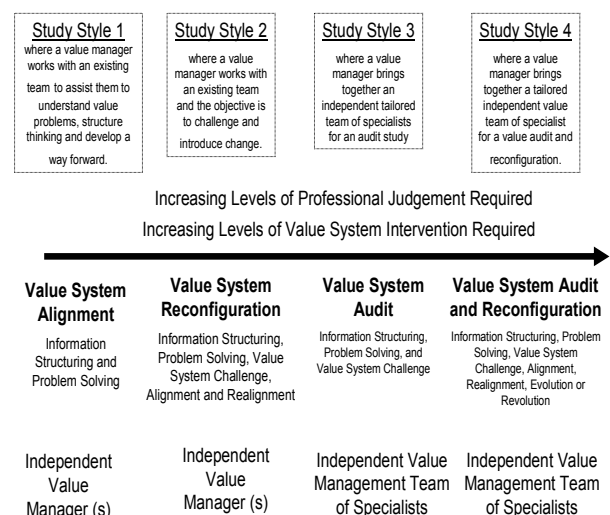 Study Style 1
where a value manager
works with an existing
team to assist them to
understand value
problems, structure
thinking and develop a
way forward.
Study Style 2
where a value
manager works with
an existing team
and the objective is
to challenge and
introduce change.
Study Style 3
where a value
manager brings
together an
independent tailored
team of specialists
for an audit study
Study Style 4
where a value
manager brings
together a tailored
independent value
team of specialist
for a value audit and
reconfiguration.
Increasing Levels of Professional Judgement Required
Increasing Levels of Value System Intervention Required
Value System
Alignment
Information
Structuring and
Problem Solving
Value System
Reconfiguration
Information Structuring,
Problem Solving, Value
System Challenge,
Alignment and Realignment
Value System
Audit
Information Structuring,
Problem Solving, and
Value System Challenge
Value System Audit
and Reconfiguration
Information Structuring, Problem
Solving, Value System
Challenge, Alignment,
Realignment, Evolution or
Revolution
Independent
Value
Manager (s)
Independent
Value
Manager (s)
Independent Value
Management Team
of Specialists
Independent Value
Management Team
of Specialists